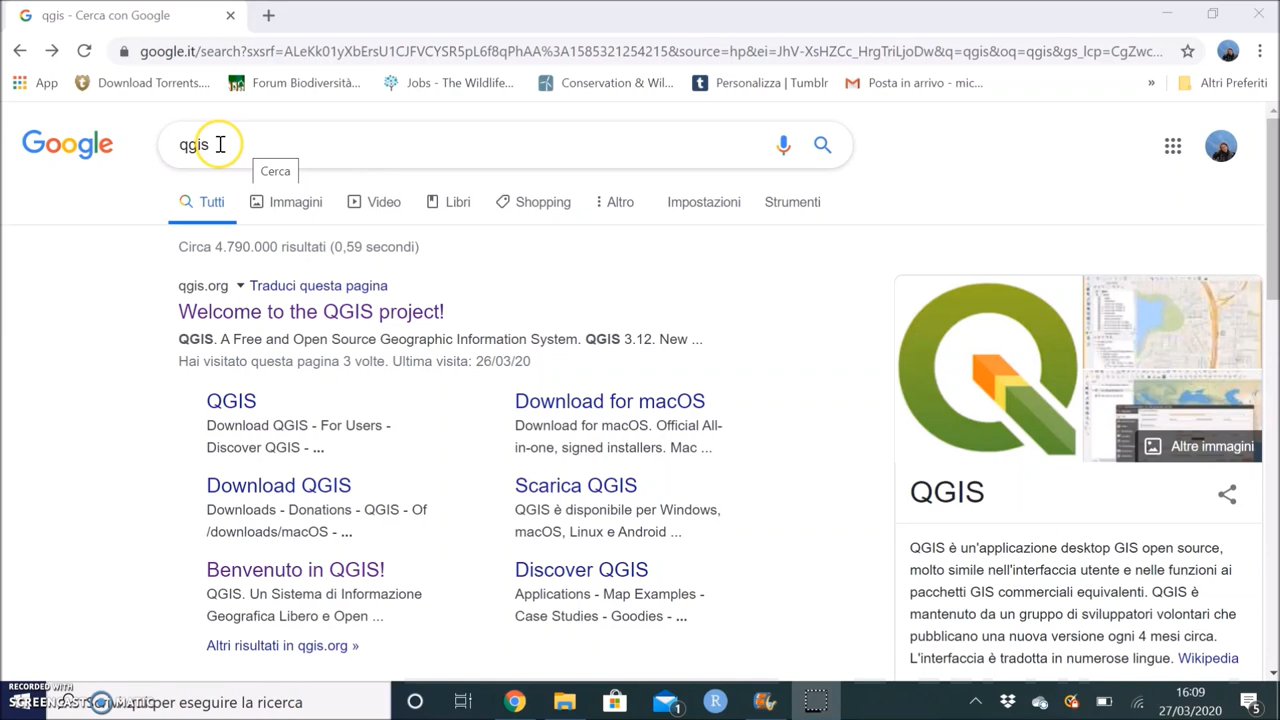 qgis - Cerca con Google
google.it/search?sxsrf=ALeKk01yXbErsU1CJFVCYSR5pL6f8qPhAA%3A1585321254215&source=hp&ei=JhV-XsHZCc_HrgTriLjoDw&q=qgis&oq=qgis&gs_lcp=CgZwc...
App Download Torrents... Forum Biodiversità... Jobs - The Wildlife... Conservation & Wil... Personalizza | Tumblr Posta in arrivo - mic... » Altri Preferiti
Google qgis
Cerca
Tutti Immagini Video Libri Shopping Altro Impostazioni Strumenti
Circa 4.790.000 risultati (0,59 secondi)
qgis.org Traduci questa pagina
Welcome to the QGIS project!
QGIS. A Free and Open Source Geographic Information System. QGIS 3.12. New ...
Hai visitato questa pagina 3 volte. Ultima visita: 26/03/20
QGIS
Download QGIS - For Users -
Discover QGIS - ...
Download for macOS
Download for macOS. Official All-
in-one, signed installers. Mac ...
Download QGIS
Downloads - Donations - QGIS - Of
/downloads/macOS - ...
Scarica QGIS
QGIS è disponibile per Windows,
macOS, Linux e Android ...
Benvenuto in QGIS!
QGIS. Un Sistema di Informazione
Geografica Libero e Open ...
Discover QGIS
Applications - Map Examples -
Case Studies - Goodies - ...
Altri risultati in qgis.org »
Altre immagini
QGIS
QGIS è un'applicazione desktop GIS open source,
molto simile nell'interfaccia utente e nelle funzioni ai
pacchetti GIS commerciali equivalenti. QGIS è
mantenuto da un gruppo di sviluppatori volontari che
pubblicano una nuova versione ogni 4 mesi circa.
L'interfaccia è tradotta in numerose lingue. Wikipedia
RECORDED WITH
SCREENCAST-O-MATIC
per eseguire la ricerca
1
R
16:09
27/03/2020
5